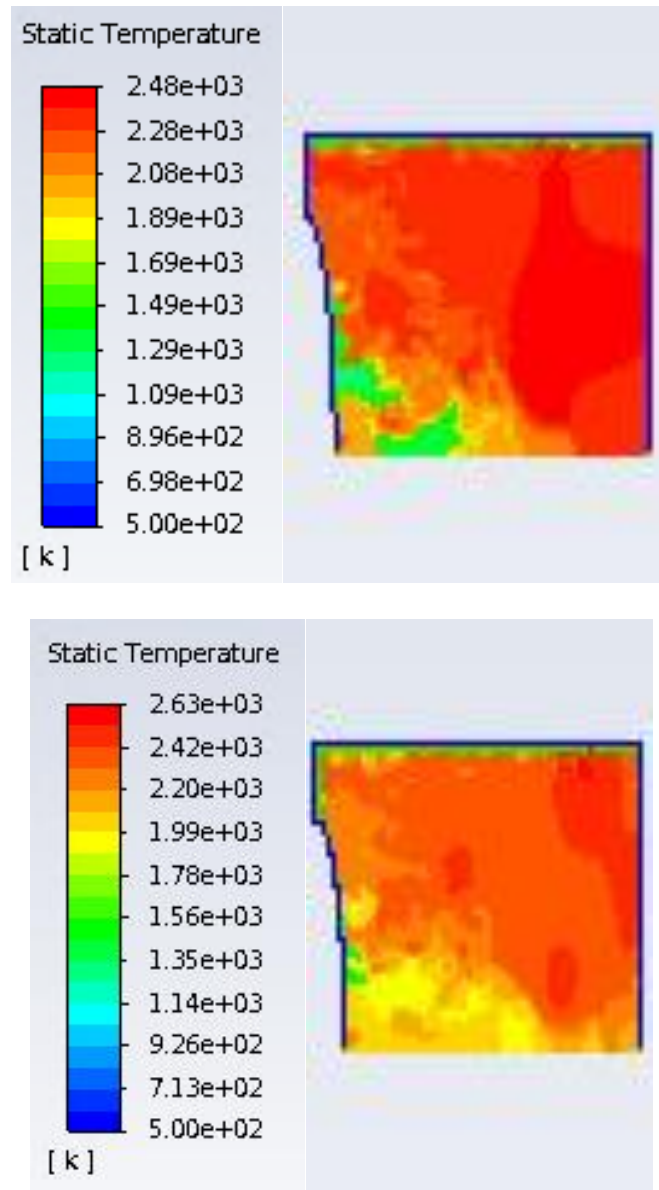 Static Temperature
2.48e+03
2.28e+03
2.08e+03
1.89e+03
1.69e+03
1.49e+03
1.29e+03
1.09e+03
8.96e+02
6.98e+02
5.00e+02
[ k ]
Static Temperature
2.63e+03
2.42e+03
2.20e+03
1.99e+03
1.78e+03
1.56e+03
1.35e+03
1.14e+03
9.26e+02
7.13e+02
5.00e+02
[ k ]